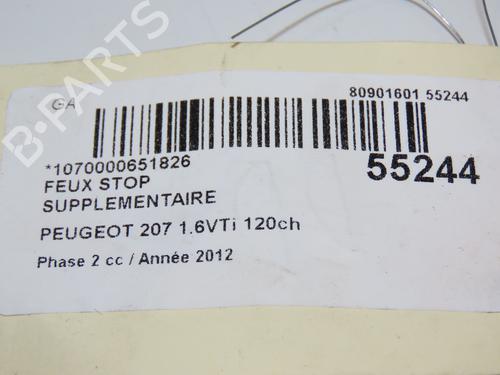 GA
80901601 55244
*1070000651826
55244
FEUX STOP
SUPPLEMENTAIRE
PEUGEOT 207 1.6VTi 120ch
Phase 2 cc / Année 2012
B-PARTS